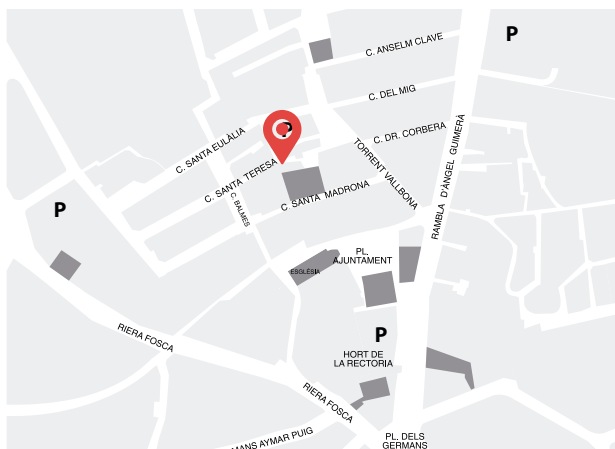 P
C. ANSELM CLAVE
C. DEL MIG
C. DR. CORBERA
C. SANTA EULÀLIA
P
C. SANTA TERESA
TORRENT VALLBONA
RAMBLA D'ÀNGEL GUIMERÀ
C. SANTA MADRONA
C. BALMES
P
PL.
AJUNTAMENT
ESGLÉSIA
RIERA FOSCA
P
HORT DE
LA RECTORIA
RIERA FOSCA
MANS AYMAR PUIG
PL. DELS
GERMANS